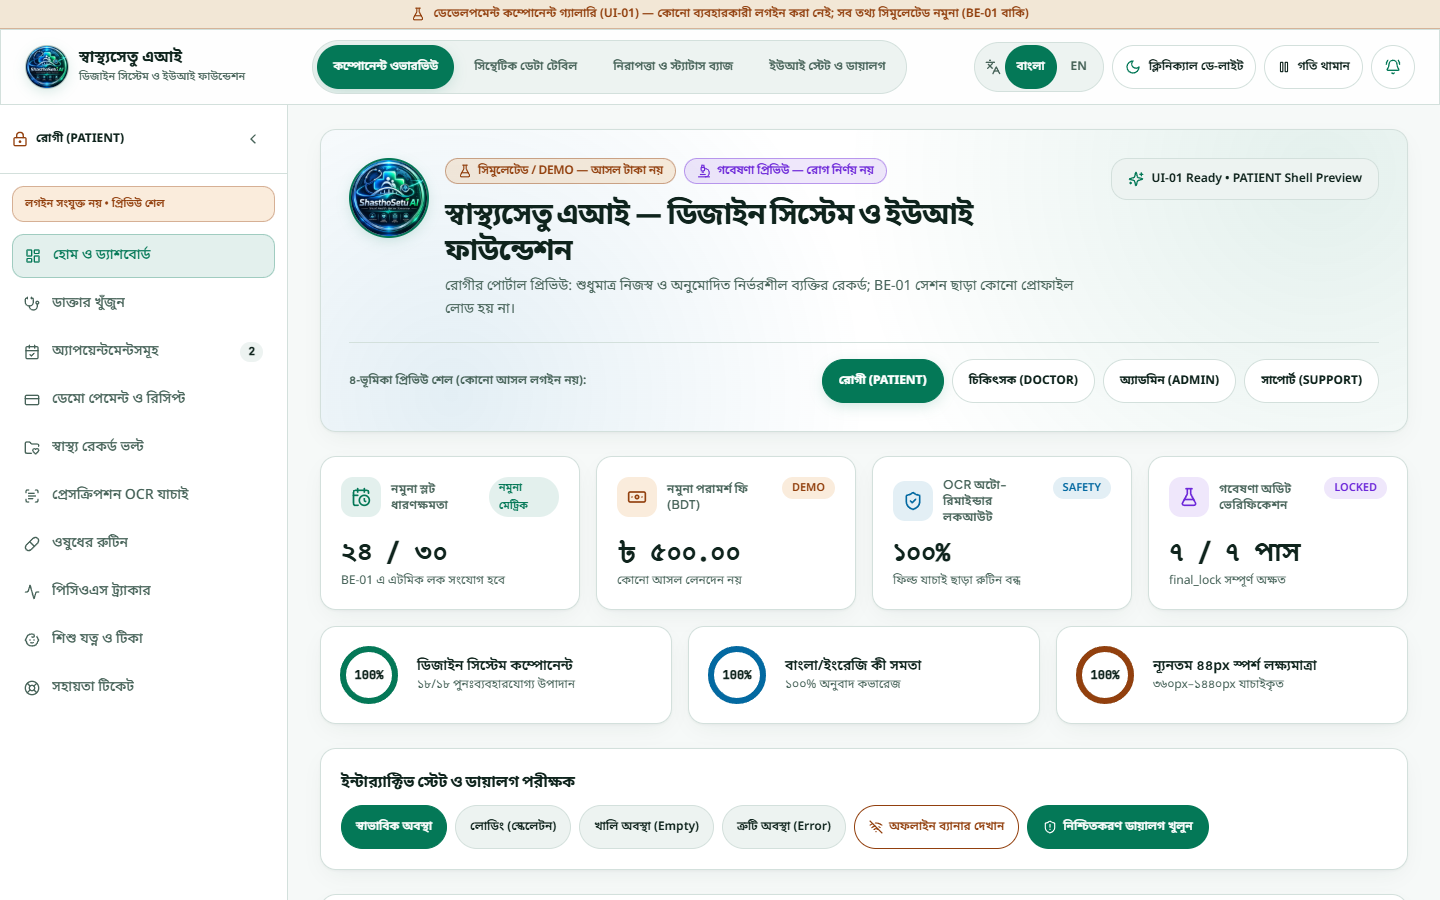 ডেভেলপমেন্ট কম্পোনেন্ট গ্যালারি (UI-01) — কোনো ব্যবহারকারী লগইন করা নেই; সব তথ্য সিমুলেটেড নমুনা (BE-01 বাকি)
স্বাস্থ্যসেতু এআই
ডিজাইন সিস্টেম ও ইউআই ফাউন্ডেশন
কম্পোনেন্ট ওভারভিউ
সিন্থেটিক ডেটা টেবিল
নিরাপত্তা ও স্ট্যাটাস ব্যাজ
ইউআই স্টেট ও ডায়ালগ
বাংলা
EN
ক্লিনিক্যাল ডে-লাইট
গতি থামান
রোগী (PATIENT)
লগইন সংযুক্ত নয় • প্রিভিউ শেল
হোম ও ড্যাশবোর্ড
ডাক্তার খুঁজুন
অ্যাপয়েন্টমেন্টসমূহ
2
ডেমো পেমেন্ট ও রিসিপ্ট
স্বাস্থ্য রেকর্ড ভল্ট
প্রেসক্রিপশন OCR যাচাই
ওষুধের রুটিন
পিসিওএস ট্র্যাকার
শিশু যত্ন ও টিকা
সহায়তা টিকেট
ShasthoSetu AI
সিমুলেটেড / DEMO — আসল টাকা নয়
গবেষণা প্রিভিউ — রোগ নির্ণয় নয়
UI-01 Ready • PATIENT Shell Preview
স্বাস্থ্যসেতু এআই — ডিজাইন সিস্টেম ও ইউআই
ফাউন্ডেশন
রোগীর পোর্টাল প্রিভিউ: শুধুমাত্র নিজস্ব ও অনুমোদিত নির্ভরশীল ব্যক্তির রেকর্ড; BE-01 সেশন ছাড়া কোনো প্রোফাইল
লোড হয় না।
৪-ভূমিকা প্রিভিউ শেল (কোনো আসল লগইন নয়):
রোগী (PATIENT)
চিকিৎসক (DOCTOR)
অ্যাডমিন (ADMIN)
সাপোর্ট (SUPPORT)
নমুনা স্লট
ধারণক্ষমতা
নমুনা
মেট্রিক
২৪ / ৩০
BE-01 এ এটমিক লক সংযোগ হবে
নমুনা পরামর্শ ফি
(BDT)
DEMO
৳ ৫০০.০০
কোনো আসল লেনদেন নয়
OCR অটো-
রিমাইন্ডার
লকআউট
SAFETY
১০০%
ফিল্ড যাচাই ছাড়া রুটিন বন্ধ
গবেষণা অডিট
ভেরিফিকেশন
LOCKED
৭ / ৭ পাস
final_lock সম্পূর্ণ অক্ষত
100%
ডিজাইন সিস্টেম কম্পোনেন্ট
১৮/১৮ পুনঃব্যবহারযোগ্য উপাদান
100%
বাংলা/ইংরেজি কী সমতা
১০০% অনুবাদ কভারেজ
100%
ন্যূনতম ৪৪px স্পর্শ লক্ষ্যমাত্রা
৩৬০px–১৪৪০px যাচাইকৃত
ইন্টার‍্যাক্টিভ স্টেট ও ডায়ালগ পরীক্ষক
স্বাভাবিক অবস্থা
লোডিং (স্কেলেটন)
খালি অবস্থা (Empty)
ত্রুটি অবস্থা (Error)
অফলাইন ব্যানার দেখান
নিশ্চিতকরণ ডায়ালগ খুলুন